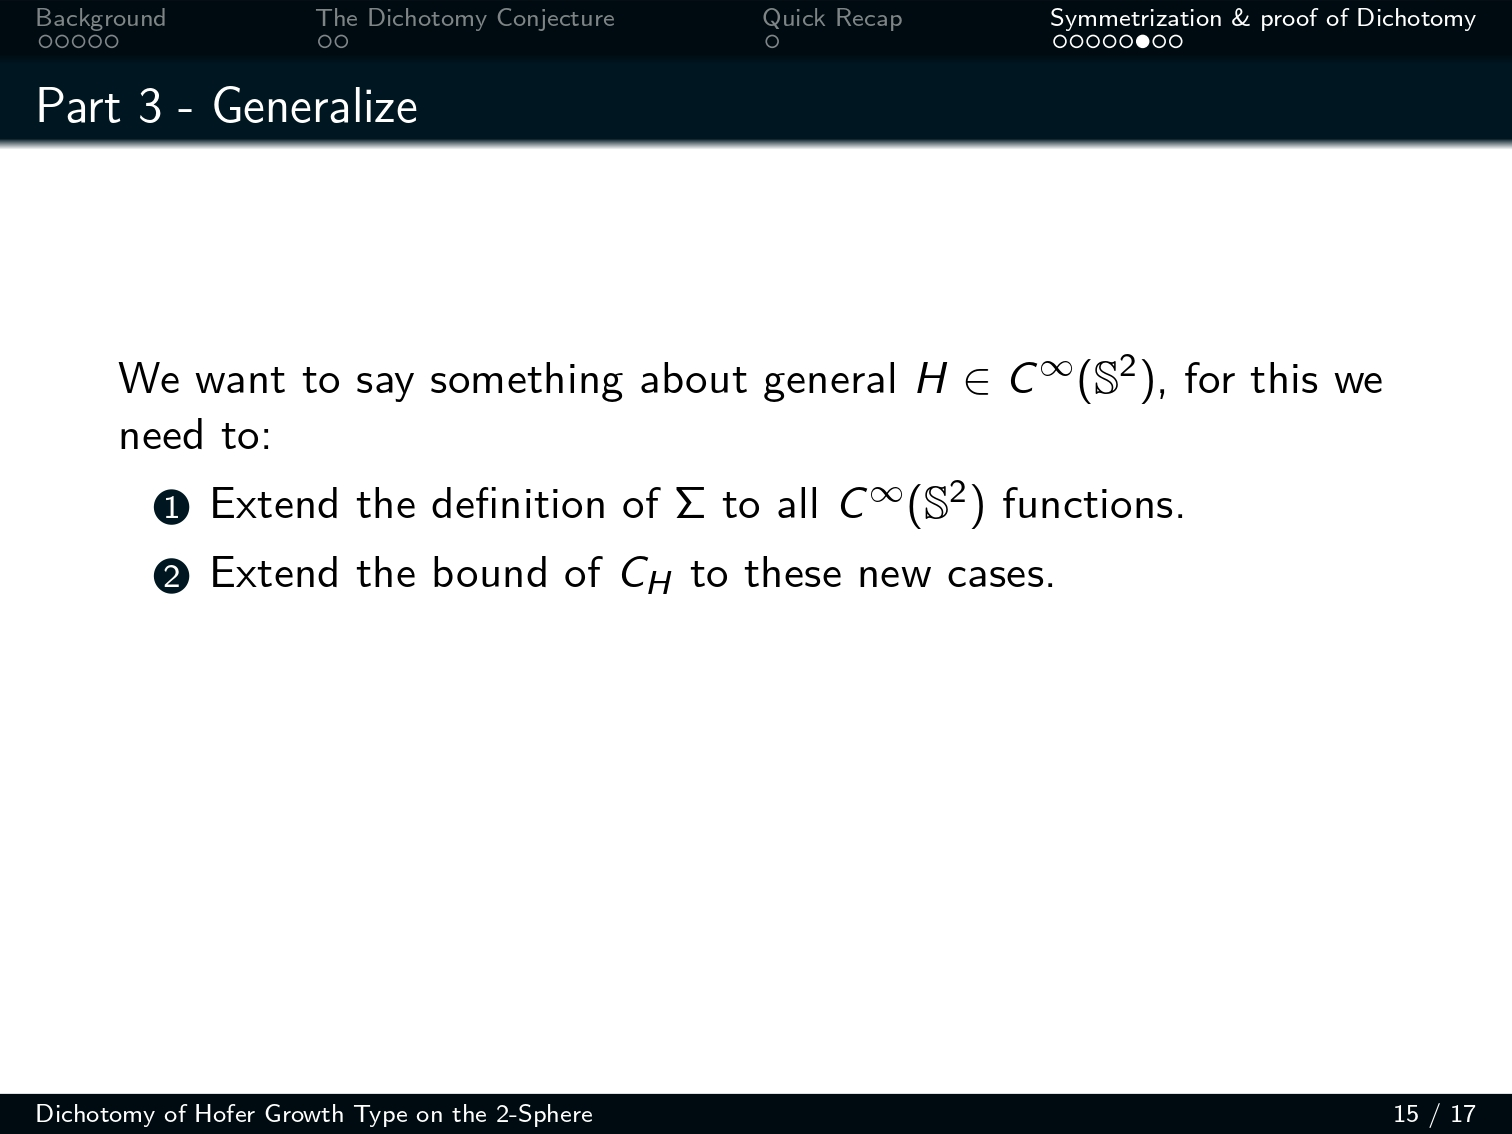 Background The Dichotomy Conjecture Quick Recap Symmetrization & proof of Dichotomy
Part 3 - Generalize
We want to say something about general H ∈ C^∞(𝕊²), for this we
need to:
1 Extend the definition of Σ to all C^∞(𝕊²) functions.
2 Extend the bound of C_H to these new cases.
Dichotomy of Hofer Growth Type on the 2-Sphere 15 / 17